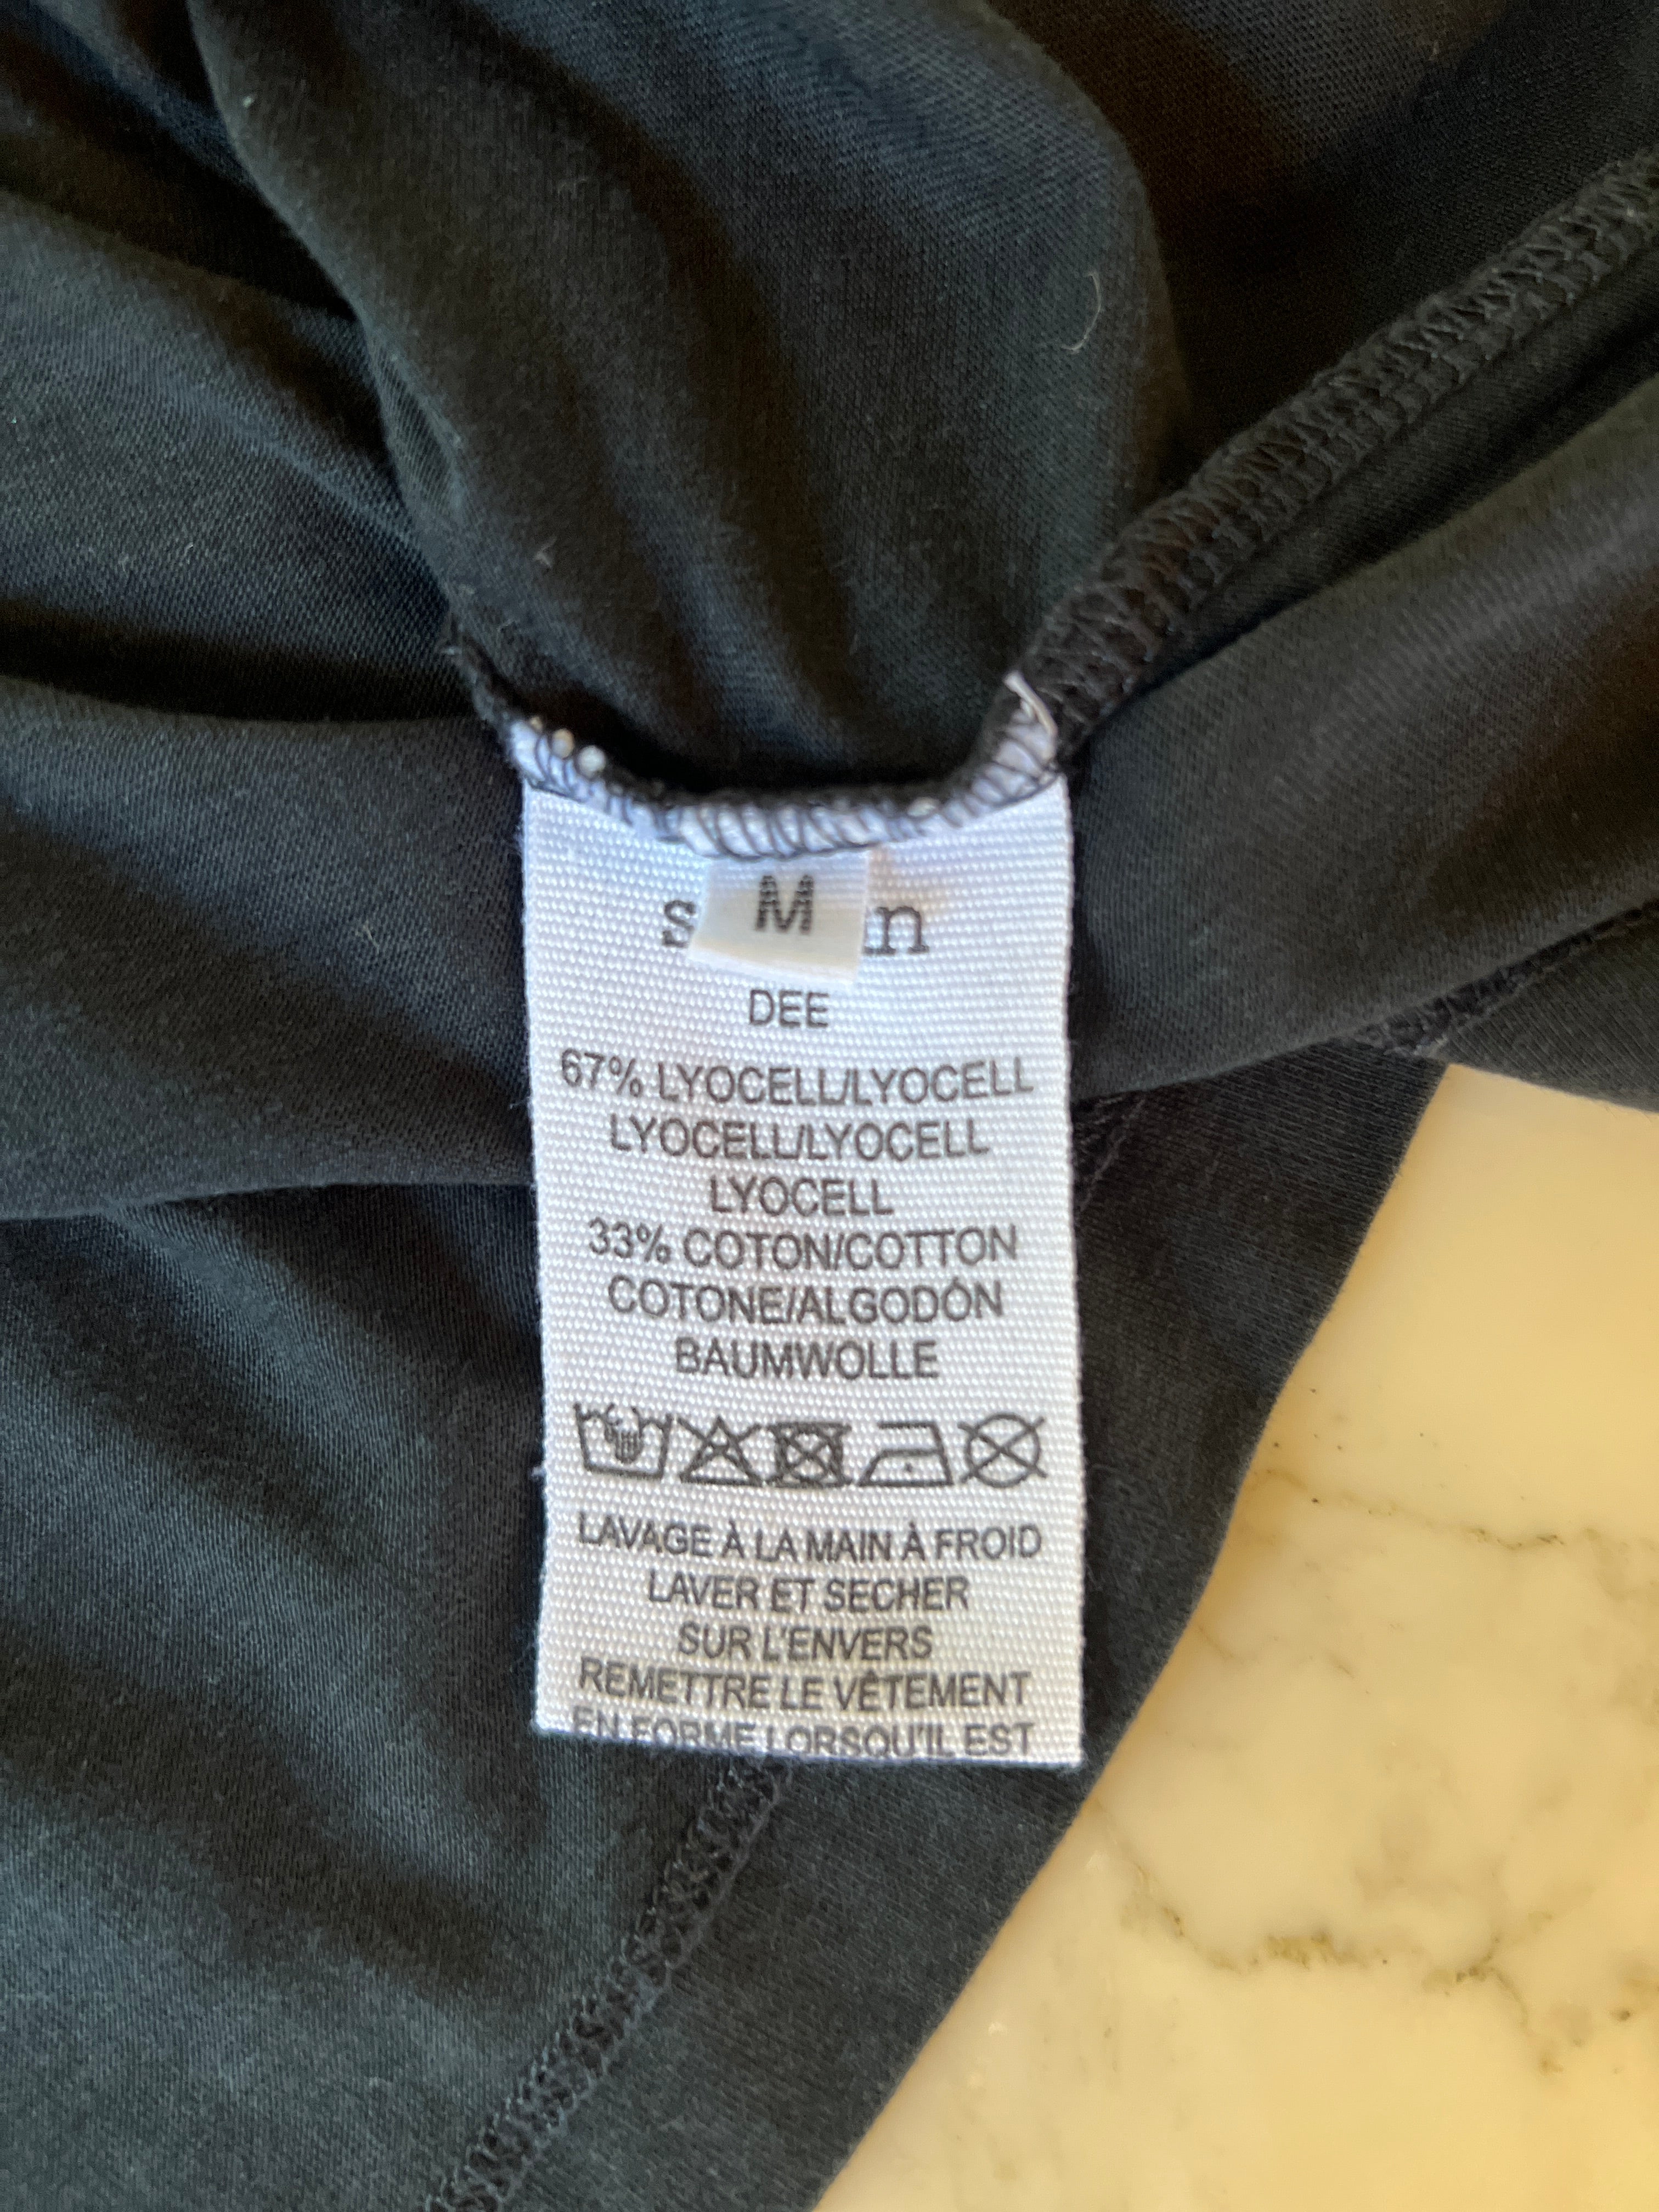 M
DEE
67% LYOCELL/LYOCELL
LYOCELL/LYOCELL
LYOCELL
33% COTON/COTTON
COTONE/ALGODÓN
BAUMWOLLE
LAVAGE À LA MAIN À FROID
LAVER ET SECHER
SUR L'ENVERS
REMETTRE LE VÊTEMENT
EN FORME LORSQU'IL EST